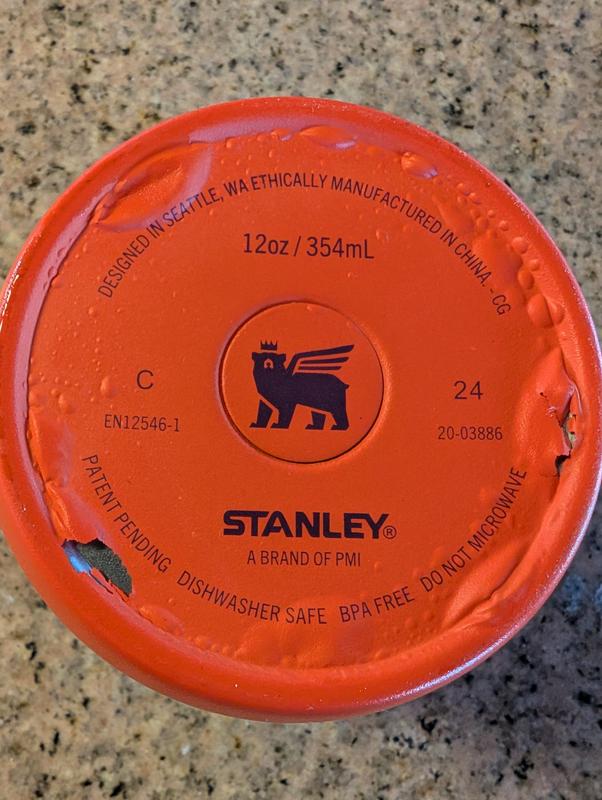 DESIGNED IN SEATTLE, WA ETHICALLY MANUFACTURED IN CHINA. - CG
12oz / 354mL
C
EN12546-1
24
20-03886
STANLEY®
A BRAND OF PMI
PATENT PENDING DISHWASHER SAFE BPA FREE DO NOT MICROWAVE